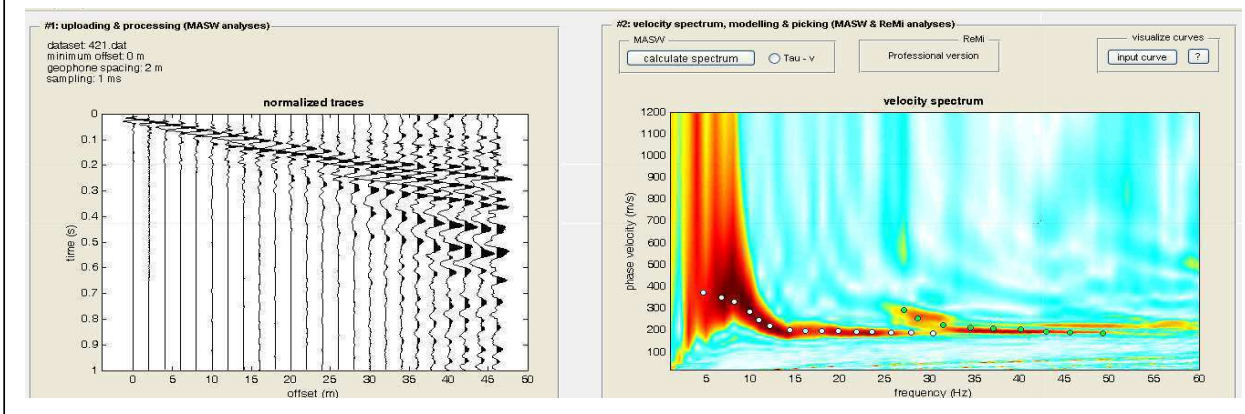 #1: uploading & processing (MASW analyses)
dataset: 421.dat
minimum offset: 0 m
geophone spacing: 2 m
sampling: 1 ms
normalized traces
0
0.1
0.2
0.3
0.4
0.5
0.6
0.7
0.8
0.9
1
time (s)
0 5 10 15 20 25 30 35 40 45 50
offset (m)
#2: velocity spectrum, modelling & picking (MASW & ReMi analyses)
MASW
calculate spectrum
Tau - v
ReMi
Professional version
visualize curves
input curve
?
velocity spectrum
1200
1100
1000
900
800
700
600
500
400
300
200
100
phase velocity (m/s)
5 10 15 20 25 30 35 40 45 50 55 60
frequency (Hz)